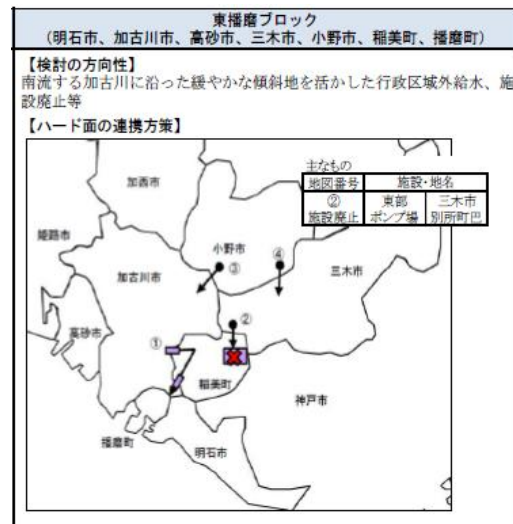 東播磨ブロック
（明石市、加古川市、高砂市、三木市、小野市、稲美町、播磨町）
【検討の方向性】
南流する加古川に沿った緩やかな傾斜地を活かした行政区域外給水、施
設廃止等
【ハード面の連携方策】
主なもの
地図番号 施設・地名
② 東部 三木市
施設廃止 ポンプ場 別所町巴
加西市
姫路市
小野市
③
④
加古川市
三木市
高砂市
①
②
稲美町
神戸市
播磨町
明石市